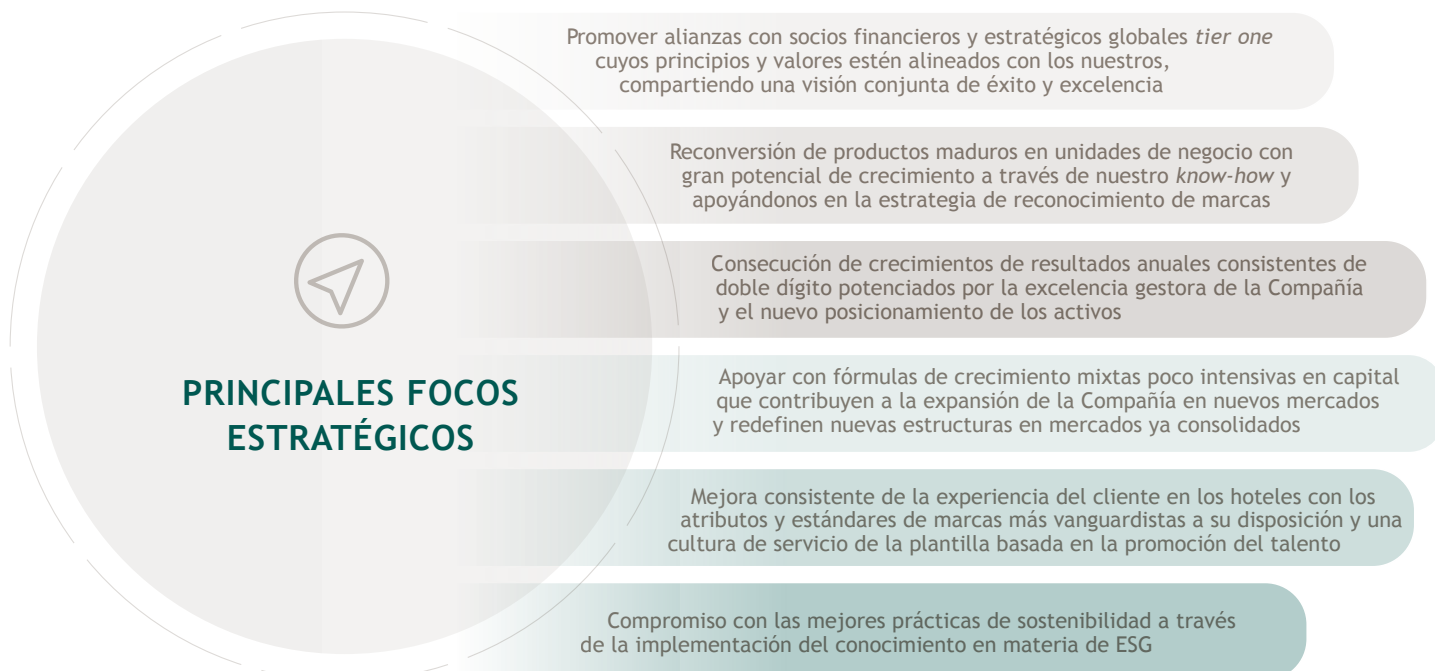 Promover alianzas con socios financieros y estratégicos globales tier one
cuyos principios y valores estén alineados con los nuestros,
compartiendo una visión conjunta de éxito y excelencia
Reconversión de productos maduros en unidades de negocio con
gran potencial de crecimiento a través de nuestro know-how y
apoyándonos en la estrategia de reconocimiento de marcas
Consecución de crecimientos de resultados anuales consistentes de
doble dígito potenciados por la excelencia gestora de la Compañía
y el nuevo posicionamiento de los activos
PRINCIPALES FOCOS
ESTRATÉGICOS
Apoyar con fórmulas de crecimiento mixtas poco intensivas en capital
que contribuyen a la expansión de la Compañía en nuevos mercados
y redefinen nuevas estructuras en mercados ya consolidados
Mejora consistente de la experiencia del cliente en los hoteles con los
atributos y estándares de marcas más vanguardistas a su disposición y una
cultura de servicio de la plantilla basada en la promoción del talento
Compromiso con las mejores prácticas de sostenibilidad a través
de la implementación del conocimiento en materia de ESG